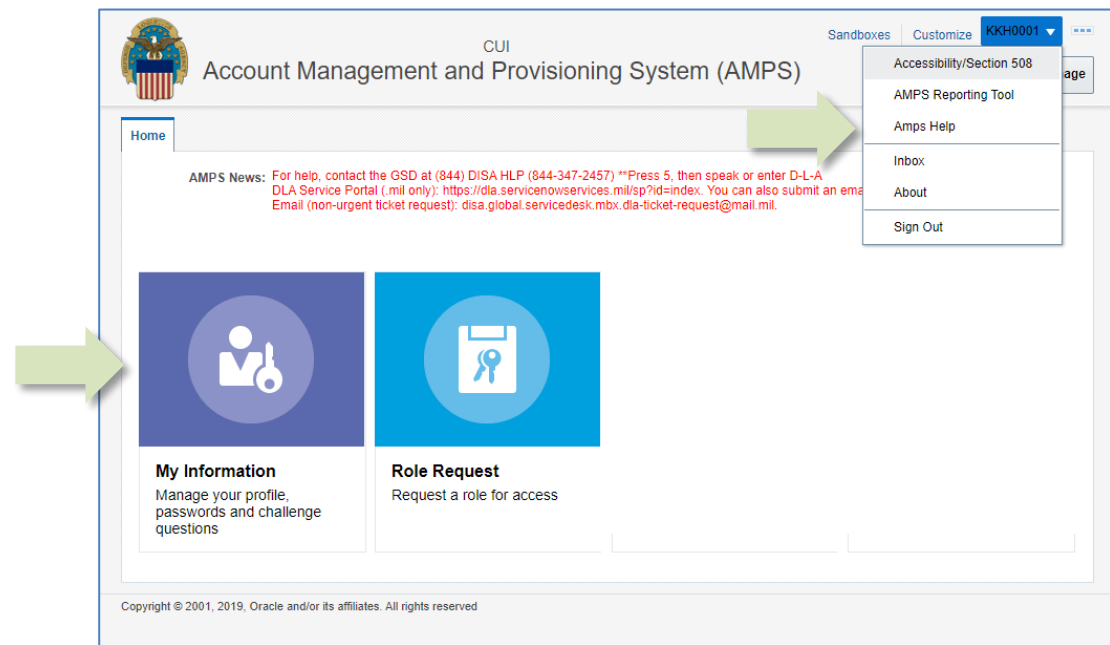 CUI
Account Management and Provisioning System (AMPS)
Sandboxes Customize KKH0001
Accessibility/Section 508
AMPS Reporting Tool
Amps Help
Inbox
About
Sign Out
age
Home
AMPS News: For help, contact the GSD at (844) DISA HLP (844-347-2457) **Press 5, then speak or enter D-L-A
DLA Service Portal (.mil only): https://dla.servicenowservices.mil/sp?id=index. You can also submit an ema
Email (non-urgent ticket request): disa.global.servicedesk.mbx.dla-ticket-request@mail.mil.
My Information
Manage your profile,
passwords and challenge
questions
Role Request
Request a role for access
Copyright © 2001, 2019, Oracle and/or its affiliates. All rights reserved